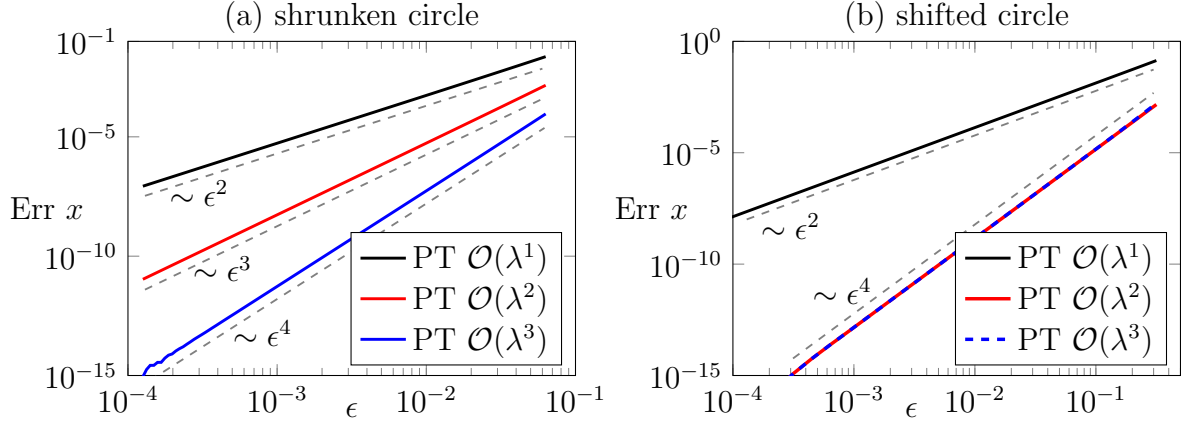 (a) shrunken circle
10^{-1}
10^{-5}
Err x
10^{-10}
10^{-15}
∼ ϵ^2
∼ ϵ^3
∼ ϵ^4
PT 𝒪(λ^1)
PT 𝒪(λ^2)
PT 𝒪(λ^3)
10^{-4}
10^{-3}
ϵ
10^{-2}
10^{-1}
(b) shifted circle
10^0
10^{-5}
Err x
10^{-10}
10^{-15}
∼ ϵ^2
∼ ϵ^4
PT 𝒪(λ^1)
PT 𝒪(λ^2)
PT 𝒪(λ^3)
10^{-4}
10^{-3}
ϵ
10^{-2}
10^{-1}